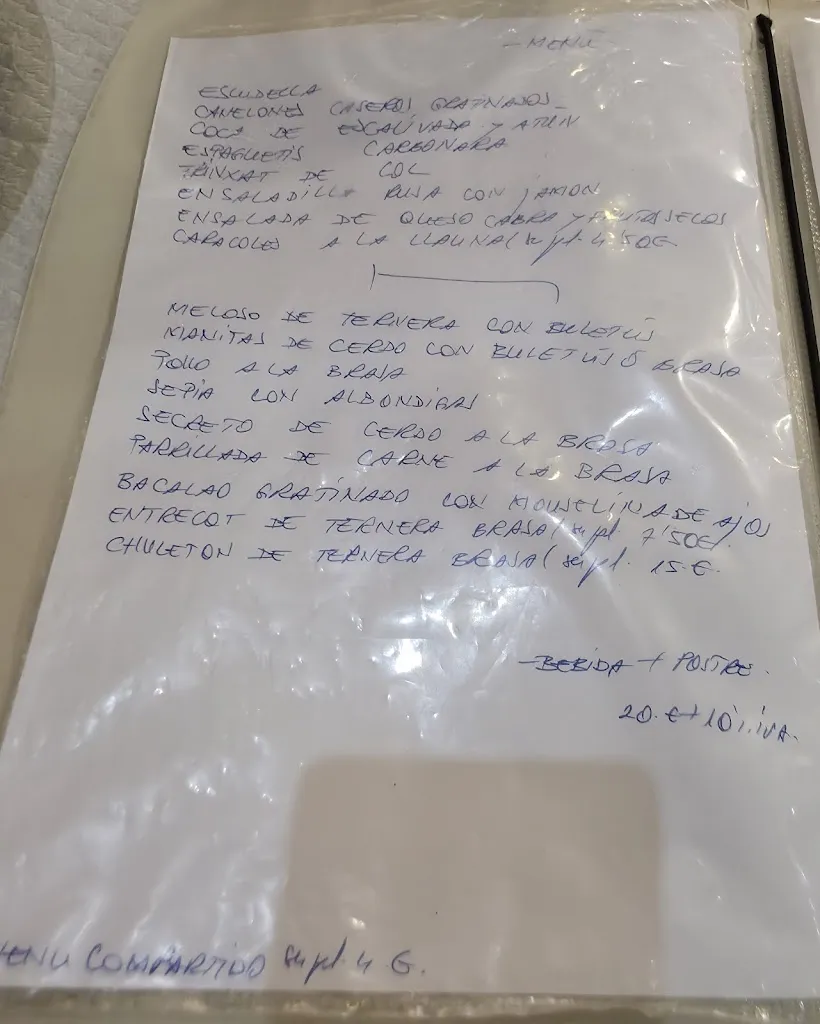 - MENÚ -
ESCUDELLA
CANELONES CASEROS GRATINADOS -
COCA DE ESCALIVADA Y ATUN
ESPAGUETIS CARBONARA
TRINXAT DE COL
ENSALADILLA RUSA CON JAMON
ENSALADA DE QUESO CABRA Y FRUTAS SECOS
CARACOLES A LA LLAUNA (supl. 4'50€
MELOSO DE TERNERA CON BULETUS
MANITAS DE CERDO CON BULETUS Ó BRASA
POLLO A LA BRASA
SEPIA CON ALBONDIGAS
SECRETO DE CERDO A LA BRASA
PARRILLADA DE CARNE A LA BRASA
BACALAO GRATINADO CON MOUSELINA DE AJOS
ENTRECOT DE TERNERA BRASA (supl. 7'50€).
CHULETON DE TERNERA BRASA (supl. 15.€.
- BEBIDA + POSTRE.
20.€ + 10%.IVA.
MENU COMPARTIDO supl. 4 €.